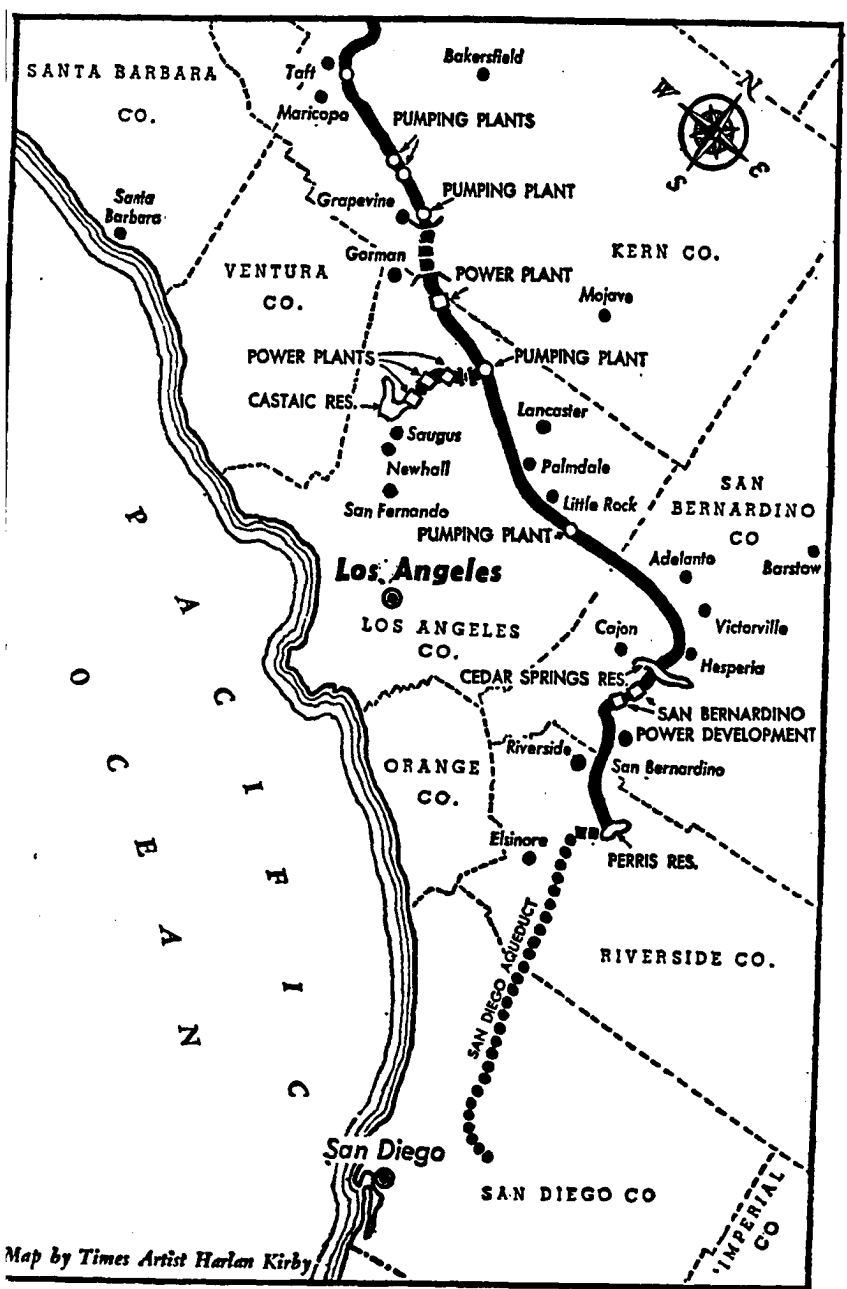 SANTA BARBARA
CO.
Taft
Bakersfield
Maricopa
PUMPING PLANTS
N
W
E
S
Santa
Barbara
Grapevine
PUMPING PLANT
KERN CO.
Gorman
VENTURA
CO.
POWER PLANT
Mojave
POWER PLANTS
PUMPING PLANT
CASTAIC RES.
Lancaster
Saugus
Newhall
Palmdale
San Fernando
Little Rock
SAN
BERNARDINO
CO
PUMPING PLANT
Adelanto
Barstow
Los Angeles
LOS ANGELES
CO.
Cajon
Victorville
Hesperia
CEDAR SPRINGS RES.
SAN BERNARDINO
POWER DEVELOPMENT
Riverside
San Bernardino
ORANGE
CO.
Elsinore
PERRIS RES.
PACIFIC
OCEAN
SAN DIEGO AQUEDUCT
RIVERSIDE CO.
San Diego
SAN DIEGO CO
IMPERIAL
CO
Map by Times Artist Harlan Kirby